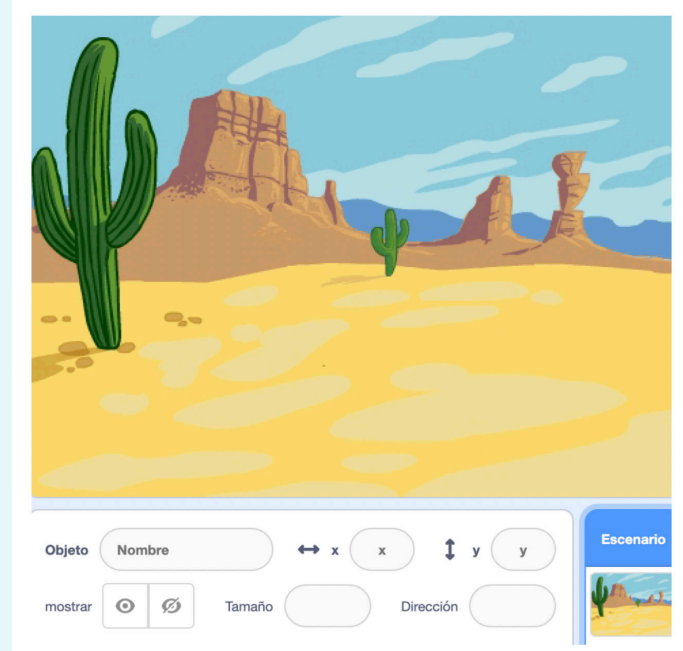 Objeto Nombre x x y y
Escenario
mostrar Tamaño Dirección